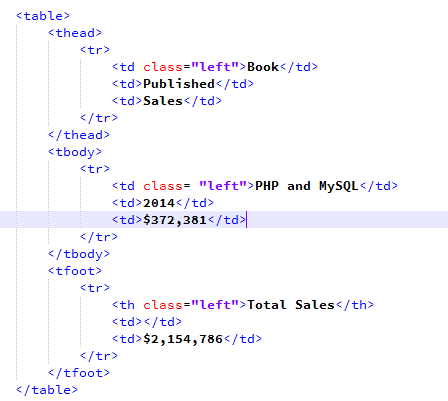 <table>
    <thead>
        <tr>
            <td class="left">Book</td>
            <td>Published</td>
            <td>Sales</td>
        </tr>
    </thead>
    <tbody>
        <tr>
            <td class= "left">PHP and MySQL</td>
            <td>2014</td>
            <td>$372,381</td>
        </tr>
    </tbody>
    <tfoot>
        <tr>
            <th class="left">Total Sales</th>
            <td></td>
            <td>$2,154,786</td>
        </tr>
    </tfoot>
</table>